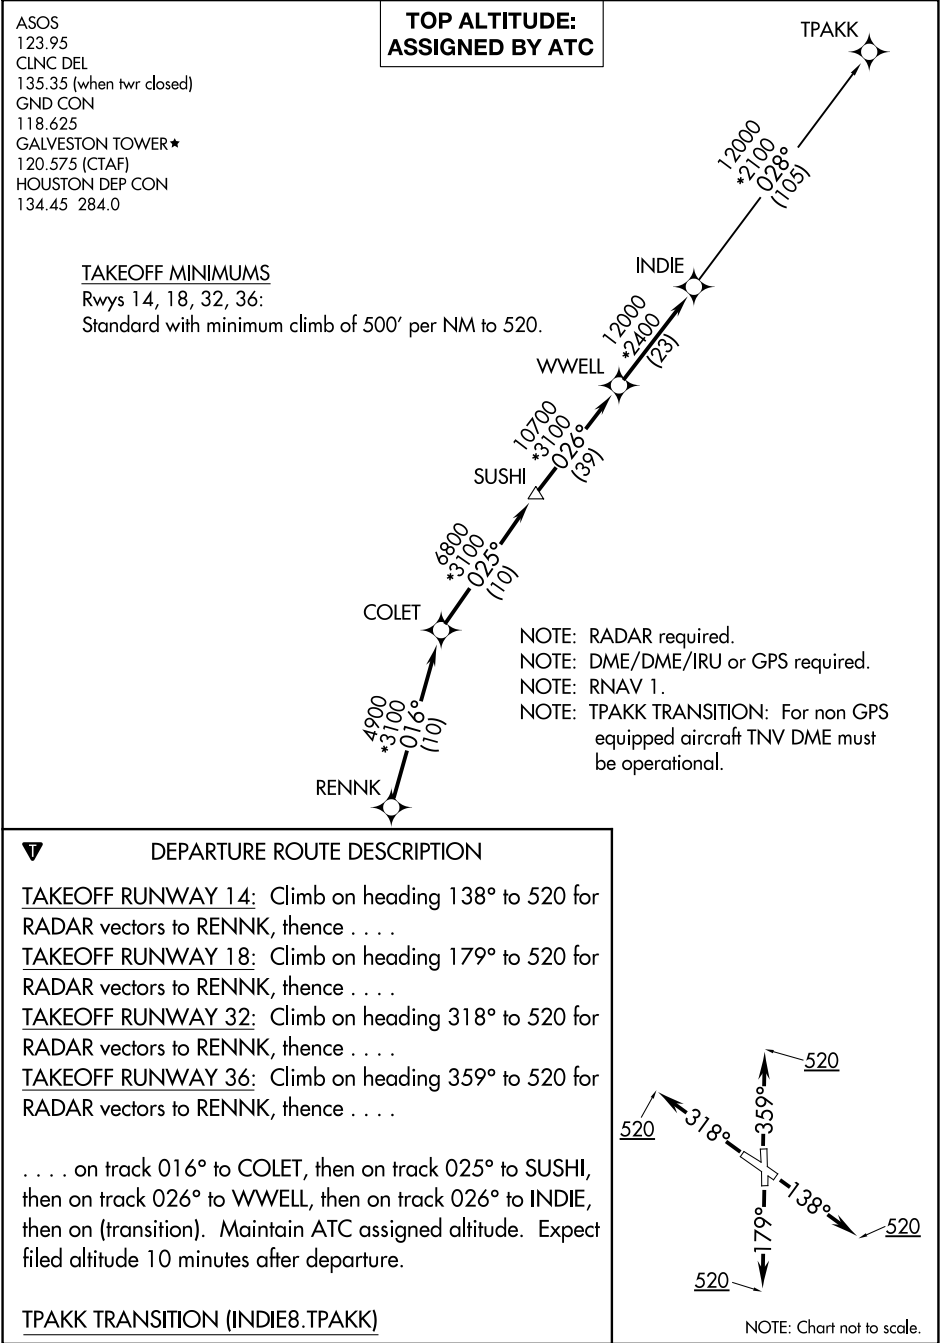 ASOS
123.95
CLNC DEL
135.35 (when twr closed)
GND CON
118.625
GALVESTON TOWER★
120.575 (CTAF)
HOUSTON DEP CON
134.45 284.0
TOP ALTITUDE:
ASSIGNED BY ATC
TPAKK
12000
*2100
028°
(105)
TAKEOFF MINIMUMS
Rwys 14, 18, 32, 36:
Standard with minimum climb of 500' per NM to 520.
INDIE
12000
*2400
(23)
WWELL
10700
*3100
026°
(39)
SUSHI
6800
*3100
025°
(10)
COLET
4900
*3100
016°
(10)
RENNK
NOTE: RADAR required.
NOTE: DME/DME/IRU or GPS required.
NOTE: RNAV 1.
NOTE: TPAKK TRANSITION: For non GPS
equipped aircraft TNV DME must
be operational.
T
DEPARTURE ROUTE DESCRIPTION
TAKEOFF RUNWAY 14: Climb on heading 138° to 520 for
RADAR vectors to RENNK, thence . . . .
TAKEOFF RUNWAY 18: Climb on heading 179° to 520 for
RADAR vectors to RENNK, thence . . . .
TAKEOFF RUNWAY 32: Climb on heading 318° to 520 for
RADAR vectors to RENNK, thence . . . .
TAKEOFF RUNWAY 36: Climb on heading 359° to 520 for
RADAR vectors to RENNK, thence . . . .
. . . . on track 016° to COLET, then on track 025° to SUSHI,
then on track 026° to WWELL, then on track 026° to INDIE,
then on (transition). Maintain ATC assigned altitude. Expect
filed altitude 10 minutes after departure.
TPAKK TRANSITION (INDIE8.TPAKK)
520
359°
520
318°
138°
520
179°
520
NOTE: Chart not to scale.